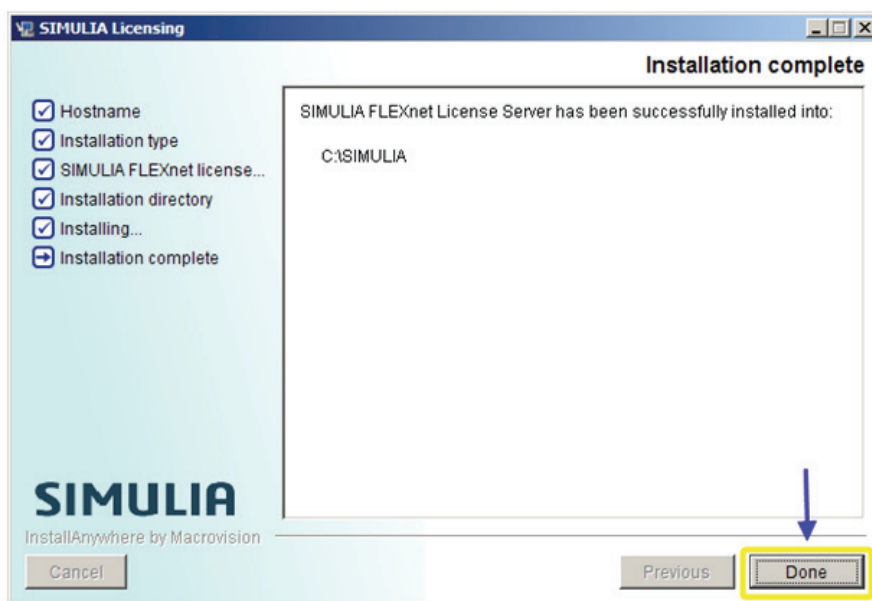 SIMULIA Licensing
Installation complete
Hostname
Installation type
SIMULIA FLEXnet license...
Installation directory
Installing...
Installation complete
SIMULIA FLEXnet License Server has been successfully installed into:
C:\SIMULIA
SIMULIA
InstallAnywhere by Macrovision
Cancel
Previous
Done